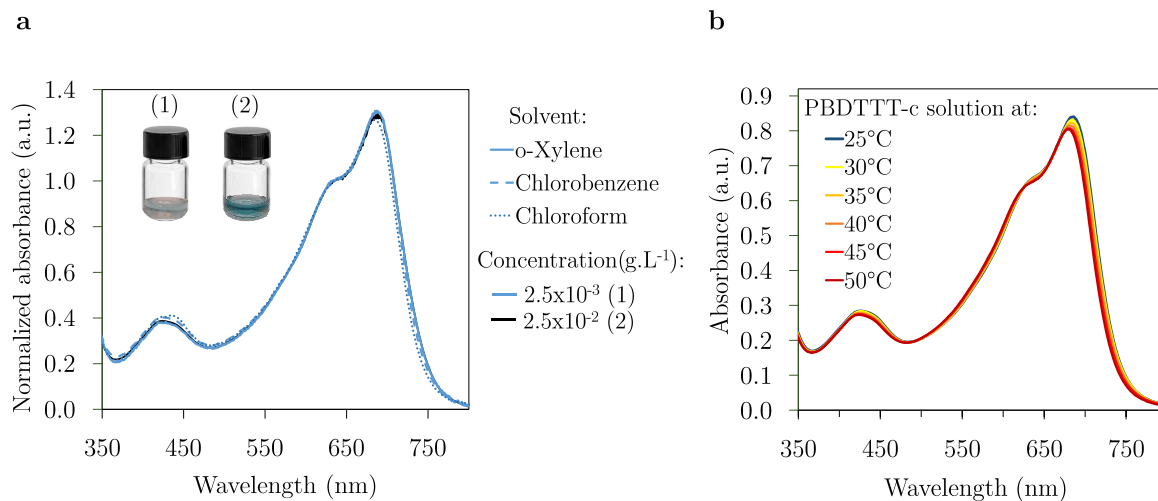 a
Normalized absorbance (a.u.)
1.4
1.2
1.0
0.8
0.6
0.4
0.2
0.0
350
450
550
650
750
Wavelength (nm)
(1)
(2)
Solvent:
o-Xylene
Chlorobenzene
Chloroform
Concentration(g.L-1):
2.5x10-3 (1)
2.5x10-2 (2)
b
Absorbance (a.u.)
0.9
0.8
0.7
0.6
0.5
0.4
0.3
0.2
0.1
0.0
350
450
550
650
750
Wavelength (nm)
PBDTTT-c solution at:
25°C
30°C
35°C
40°C
45°C
50°C